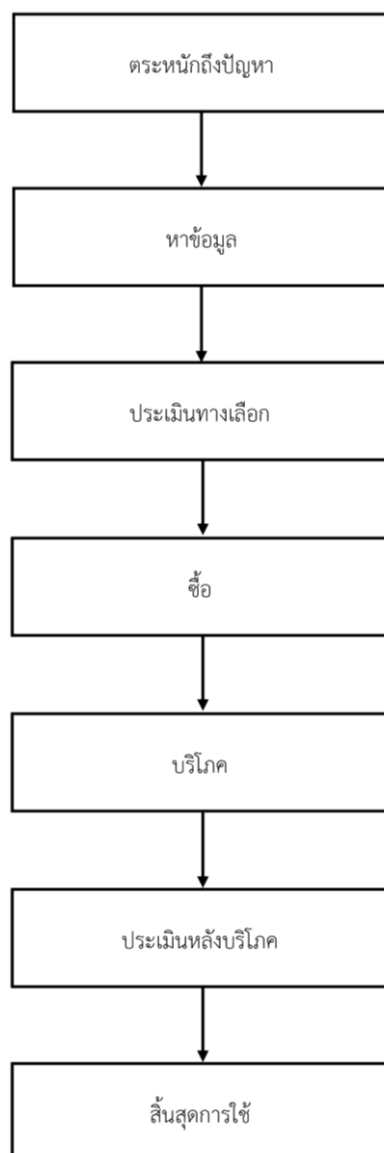 ตระหนักถึงปัญหา
หาข้อมูล
ประเมินทางเลือก
ซื้อ
บริโภค
ประเมินหลังบริโภค
สิ้นสุดการใช้